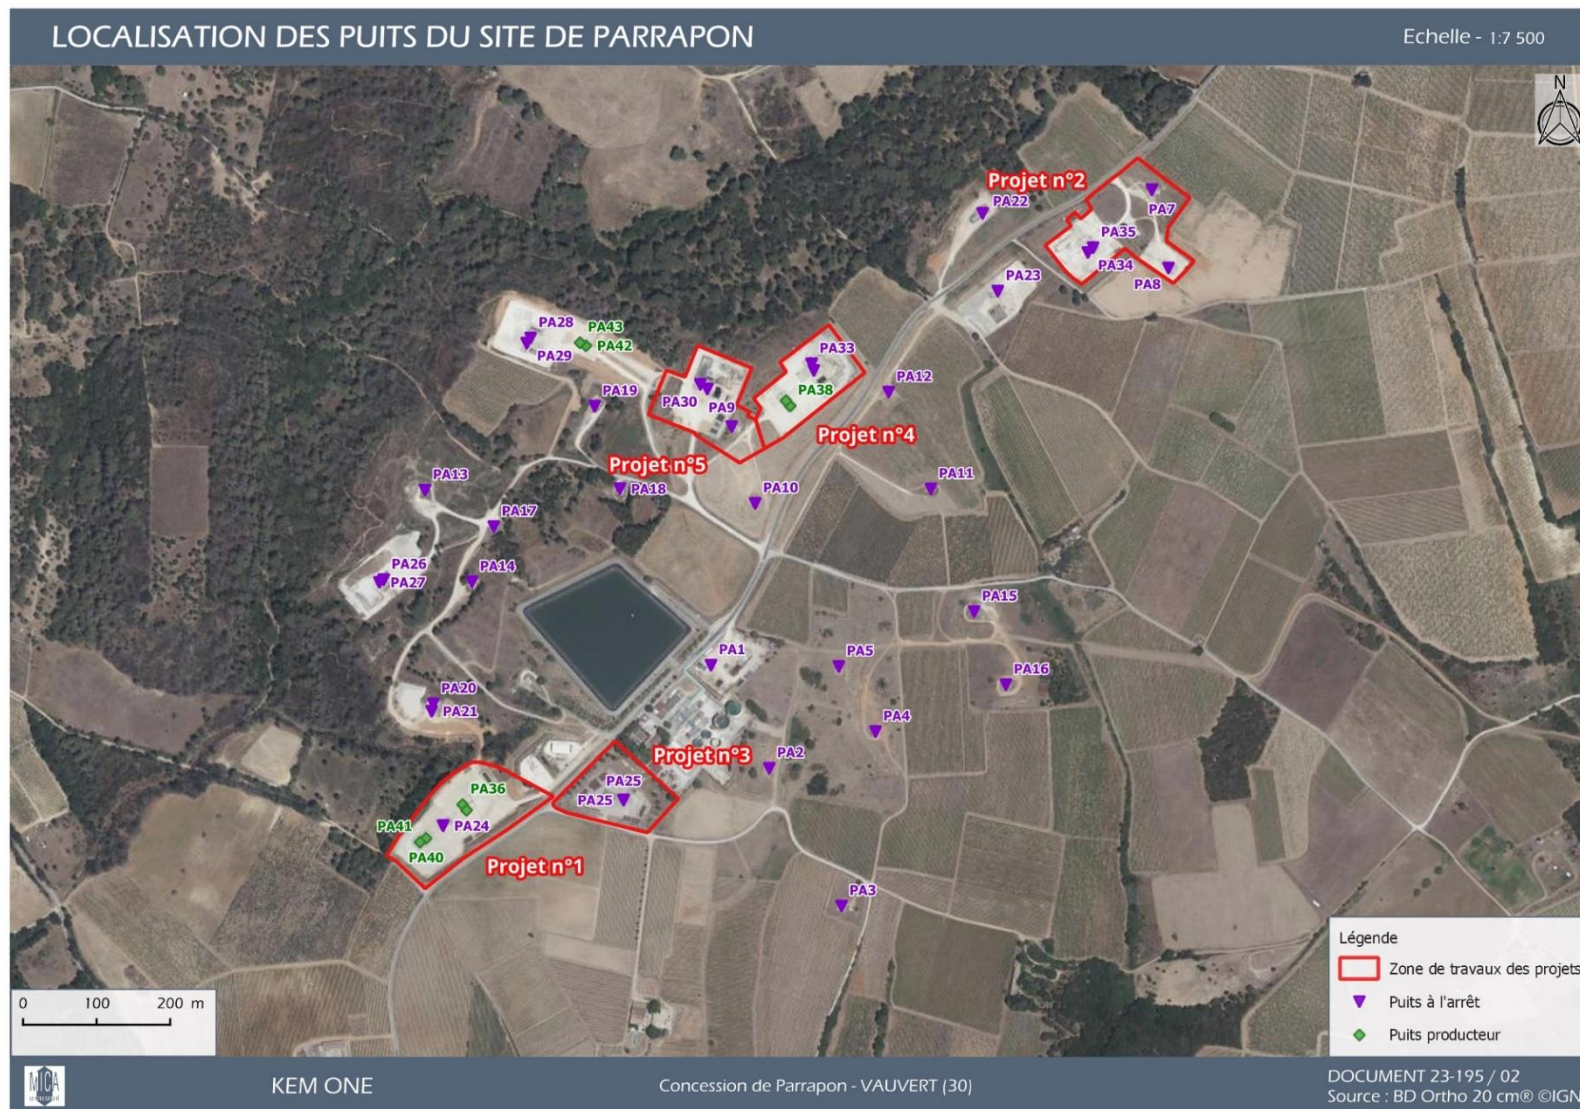 LOCALISATION DES PUITS DU SITE DE PARRAPON
Echelle - 1:7 500
N
Projet n°2
PA22
PA7
PA35
PA34
PA23
PA8
PA28
PA29
PA43
PA42
PA33
PA38
PA12
PA19
PA30
PA9
Projet n°4
Projet n°5
PA13
PA18
PA10
PA11
PA17
PA26
PA27
PA14
PA15
PA1
PA5
PA16
PA20
PA21
PA4
Projet n°3
PA2
PA25
PA25
PA36
PA41
PA24
PA40
Projet n°1
PA3
Légende
Zone de travaux des projets
Puits à l'arrêt
Puits producteur
0 100 200 m
MICA
KEM ONE
Concession de Parrapon - VAUVERT (30)
DOCUMENT 23-195 / 02
Source : BD Ortho 20 cm® ©IGN